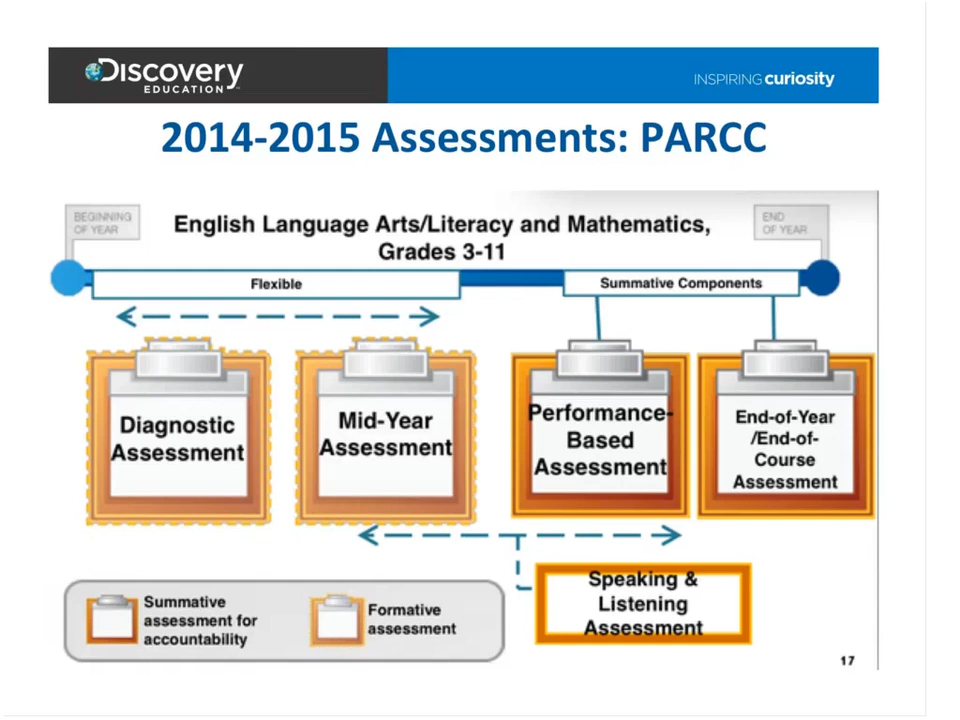 Discovery
EDUCATION
INSPIRING curiosity
2014-2015 Assessments: PARCC
BEGINNING
OF YEAR
English Language Arts/Literacy and Mathematics,
Grades 3-11
END
OF YEAR
Flexible
Summative Components
Diagnostic
Assessment
Mid-Year
Assessment
Performance-
Based
Assessment
End-of-Year
/End-of-
Course
Assessment
Speaking &
Listening
Assessment
Summative
assessment for
accountability
Formative
assessment
17